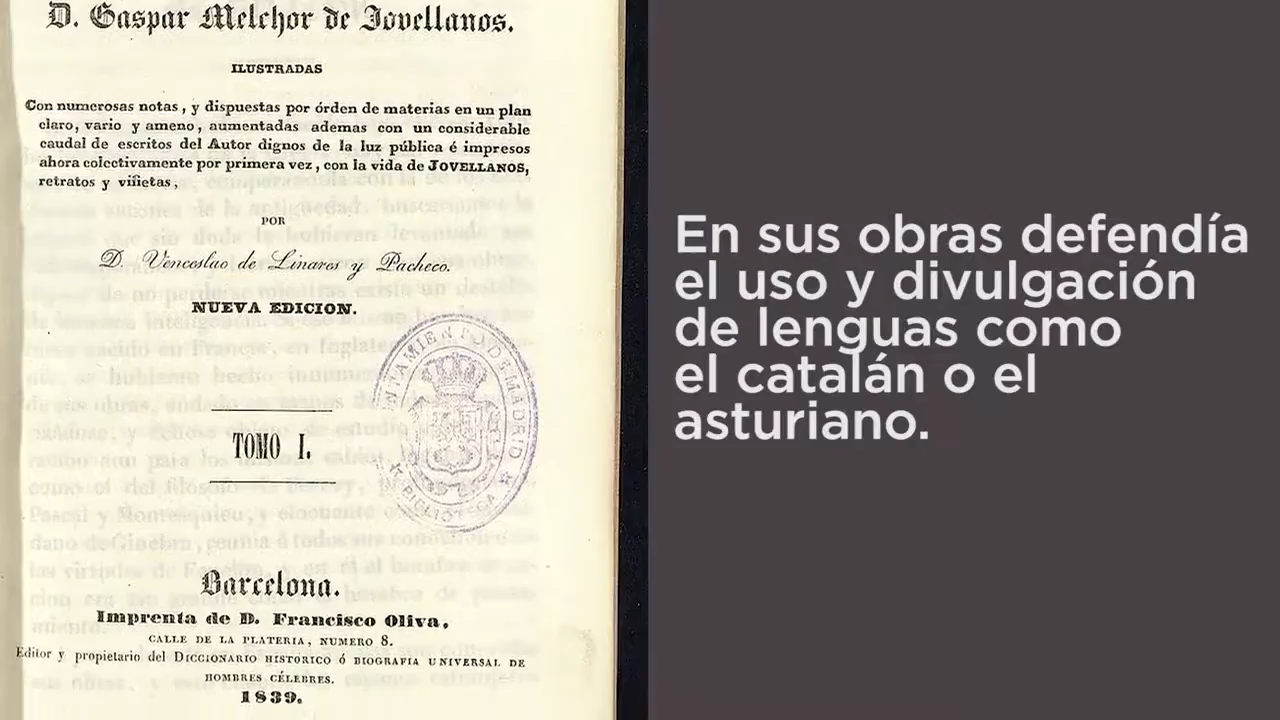 D. Gaspar Melchor de Jovellanos.
ILUSTRADAS
Con numerosas notas, y dispuestas por órden de materias en un plan
claro, vario y ameno, aumentadas ademas con un considerable
caudal de escritos del Autor dignos de la luz pública é impresos
ahora colectivamente por primera vez, con la vida de JOVELLANOS,
retratos y viñetas,
POR
D. Venceslao de Linares y Pacheco.
NUEVA EDICION.
TOMO I.
Barcelona.
Imprenta de D. Francisco Oliva.
CALLE DE LA PLATERIA, NUMERO 8.
Editor y propietario del DICCIONARIO HISTORICO ó BIOGRAFIA UNIVERSAL DE
HOMBRES CÉLEBRES.
1839.
En sus obras defendía
el uso y divulgación
de lenguas como
el catalán o el
asturiano.